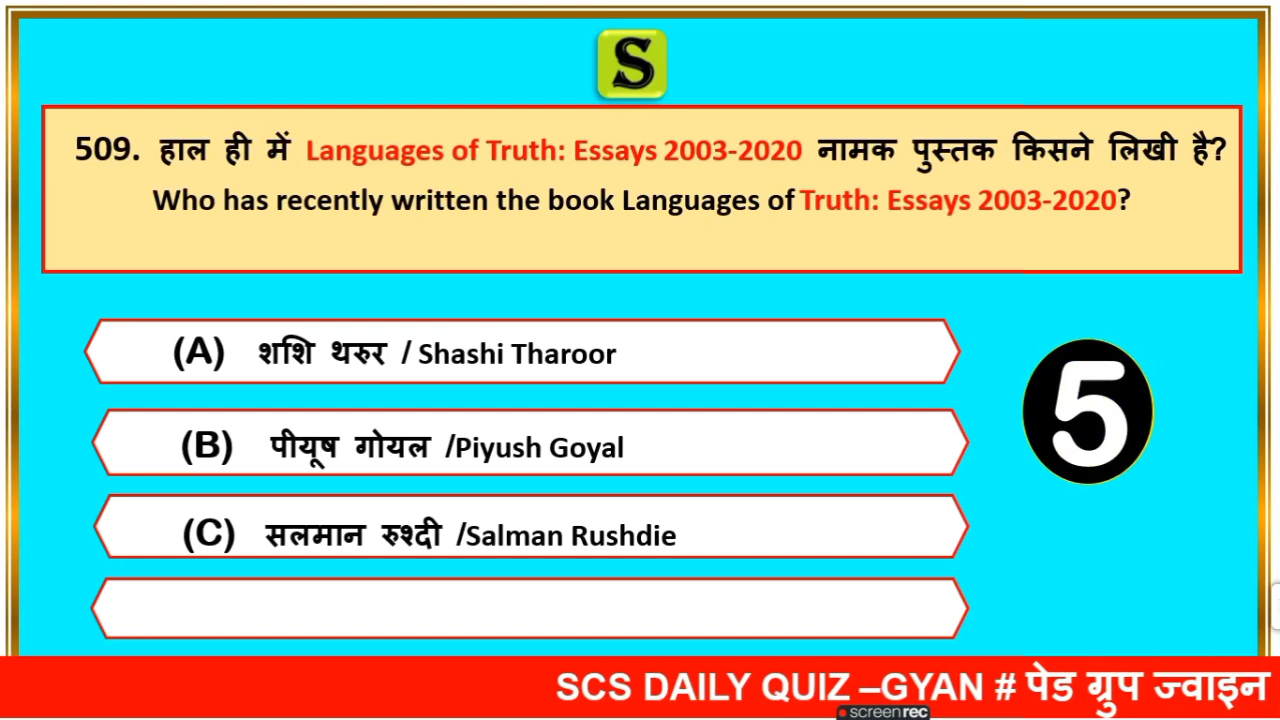 S
509. हाल ही में Languages of Truth: Essays 2003-2020 नामक पुस्तक किसने लिखी है?
Who has recently written the book Languages of Truth: Essays 2003-2020?
(A) शशि थरुर / Shashi Tharoor
5
(B) पीयूष गोयल /Piyush Goyal
(C) सलमान रुश्दी /Salman Rushdie
SCS DAILY QUIZ –GYAN # पेड ग्रुप ज्वाइन
screenrec